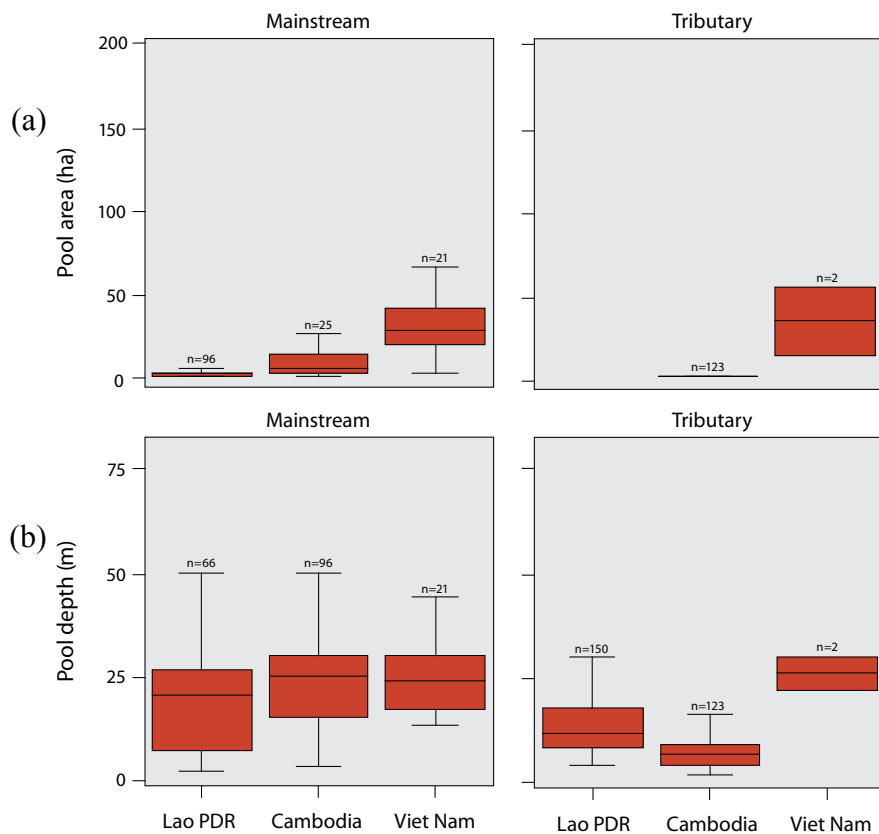 Mainstream Tributary
(a)
Pool area (ha)
200
150
100
50
0
n=96
n=25
n=21
n=123
n=2
Mainstream Tributary
(b)
Pool depth (m)
75
50
25
0
n=66
n=96
n=21
n=150
n=123
n=2
Lao PDR Cambodia Viet Nam Lao PDR Cambodia Viet Nam